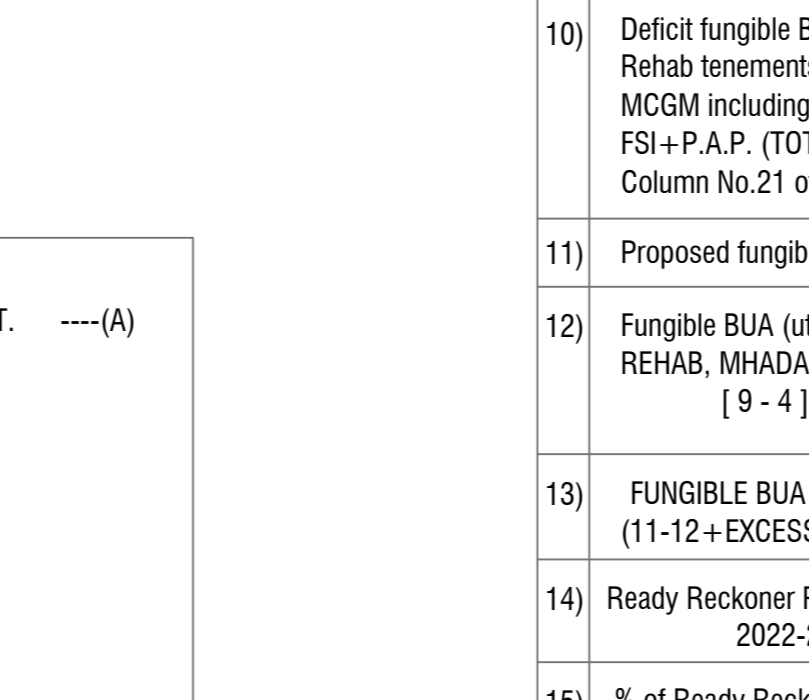 T. ----(A)
10) Deficit fungible
Rehab tenements
MCGM including
FSI+P.A.P. (TOT
Column No.21
11) Proposed fungib
12) Fungible BUA (ut
REHAB, MHADA
[ 9 - 4 ]
13) FUNGIBLE BUA
(11-12+EXCESS
14) Ready Reckoner
2022-
15) % of Ready Reck